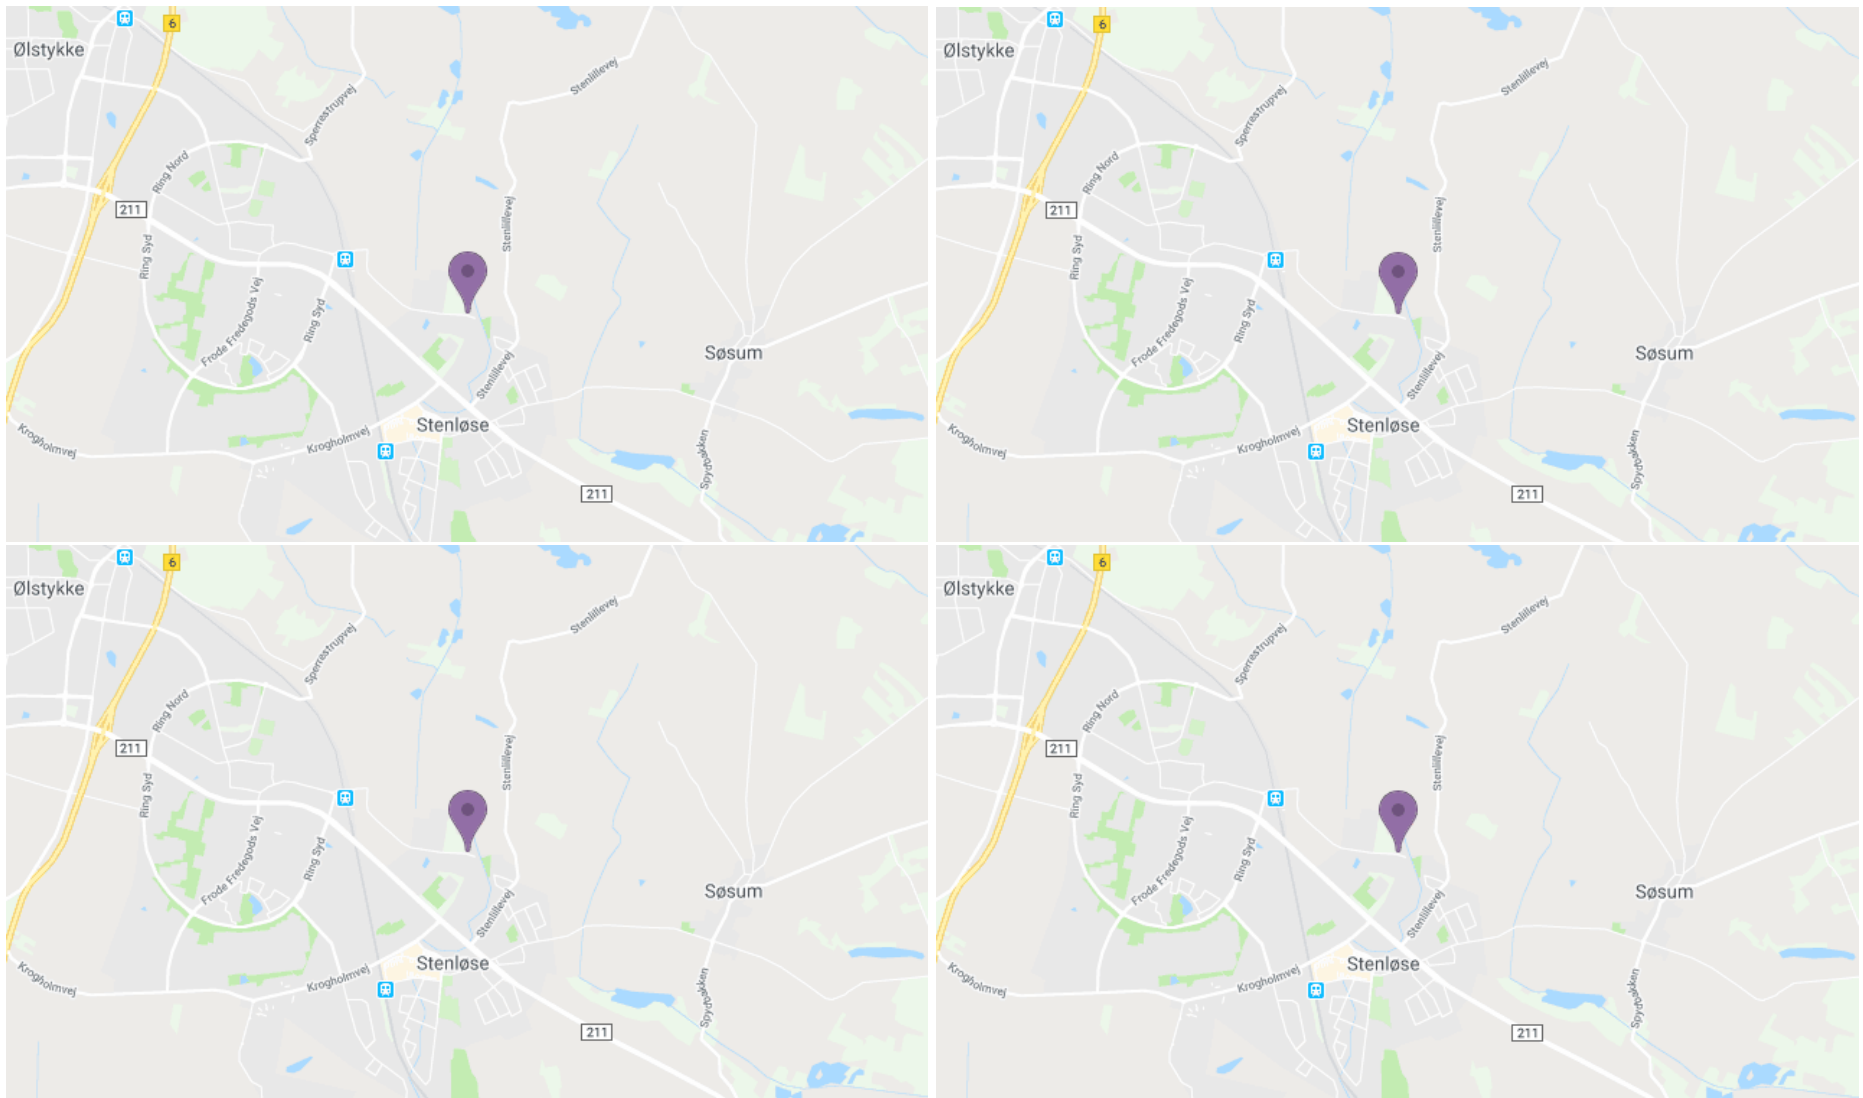 6
Ølstykke
Stenlillevej
Sperrestrupvej
Ring Nord
211
Stenlillevej
Ring Syd
Frode Fredegods Vej
Ring Syd
Søsum
Stenlillevej
Stenløse
Krogholmvej
Krogholmvej
Spydbakken
211
6
Ølstykke
Stenlillevej
Sperrestrupvej
Ring Nord
211
Stenlillevej
Ring Syd
Frode Fredegods Vej
Ring Syd
Søsum
Stenlillevej
Stenløse
Krogholmvej
Krogholmvej
211
6
Ølstykke
Stenlillevej
Sperrestrupvej
Ring Nord
211
Stenlillevej
Ring Syd
Frode Fredegods Vej
Ring Syd
Søsum
Stenlillevej
Stenløse
Krogholmvej
Krogholmvej
211
6
Ølstykke
Stenlillevej
Sperrestrupvej
Ring Nord
211
Stenlillevej
Ring Syd
Frode Fredegods Vej
Ring Syd
Søsum
Stenlillevej
Stenløse
Krogholmvej
Krogholmvej
211